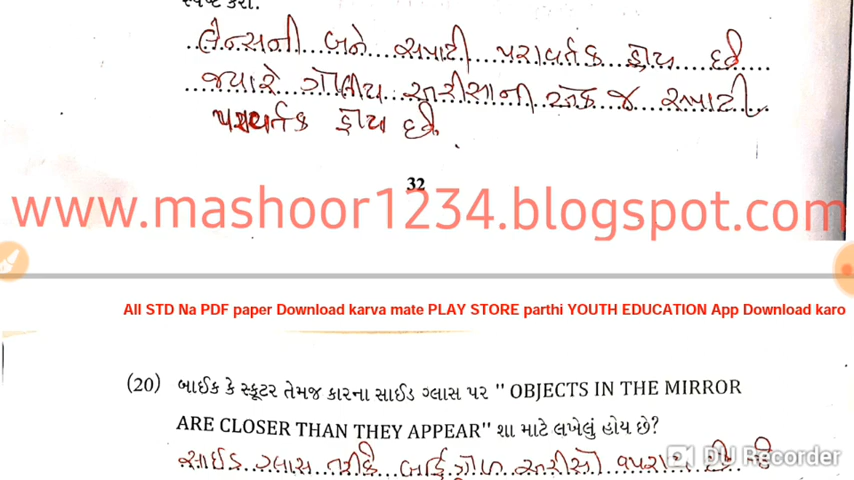 સ્પષ્ટ કરો.
લેન્સની બંને સપાટી પરાવર્તક હોય છે
જ્યારે ગોલીય અરીસાની એક જ સપાટી
પરાવર્તક હોય છે
32
www.mashoor1234.blogspot.com
All STD Na PDF paper Download karva mate PLAY STORE parthi YOUTH EDUCATION App Download karo
(20) બાઈક કે સ્કૂટર તેમજ કારના સાઈડ ગ્લાસ પર " OBJECTS IN THE MIRROR
ARE CLOSER THAN THEY APPEAR" શા માટે લખેલું હોય છે?
સાઈડ ગ્લાસ તરીકે બહિર્ગોળ અરીસો વપરાય છે જે
DU Recorder